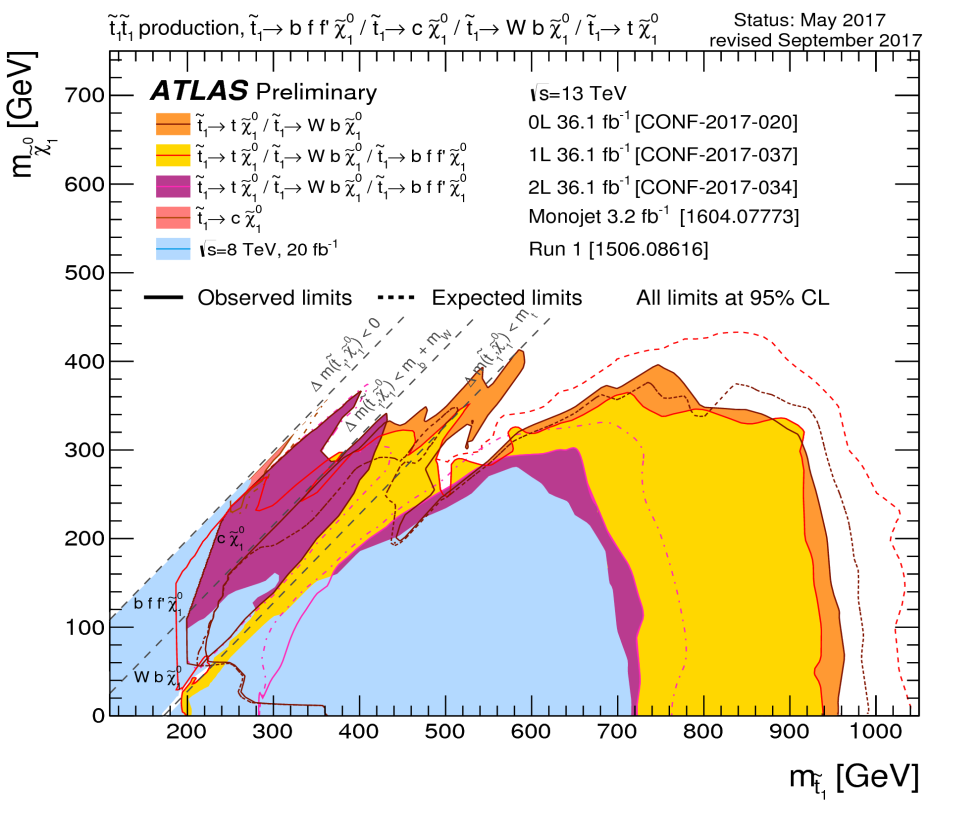 t̃₁t̃₁ production, t̃₁→ b f f' χ̃₁⁰ / t̃₁→ c χ̃₁⁰ / t̃₁→ W b χ̃₁⁰ / t̃₁→ t χ̃₁⁰
Status: May 2017
revised September 2017
m_χ̃₁⁰ [GeV]
ATLAS Preliminary
√s=13 TeV
t̃₁→ t χ̃₁⁰ / t̃₁→ W b χ̃₁⁰
0L 36.1 fb⁻¹ [CONF-2017-020]
t̃₁→ t χ̃₁⁰ / t̃₁→ W b χ̃₁⁰ / t̃₁→ b f f' χ̃₁⁰
1L 36.1 fb⁻¹ [CONF-2017-037]
t̃₁→ t χ̃₁⁰ / t̃₁→ W b χ̃₁⁰ / t̃₁→ b f f' χ̃₁⁰
2L 36.1 fb⁻¹ [CONF-2017-034]
t̃₁→ c χ̃₁⁰
Monojet 3.2 fb⁻¹ [1604.07773]
√s=8 TeV, 20 fb⁻¹
Run 1 [1506.08616]
Observed limits
Expected limits
All limits at 95% CL
Δ m(t̃₁,χ̃₁⁰) < 0
Δ m(t̃₁,χ̃₁⁰) < m_b + m_W
Δ m(t̃₁,χ̃₁⁰) < m_t
c χ̃₁⁰
b f f' χ̃₁⁰
W b χ̃₁⁰
700
600
500
400
300
200
100
0
200
300
400
500
600
700
800
900
1000
m_t̃₁ [GeV]